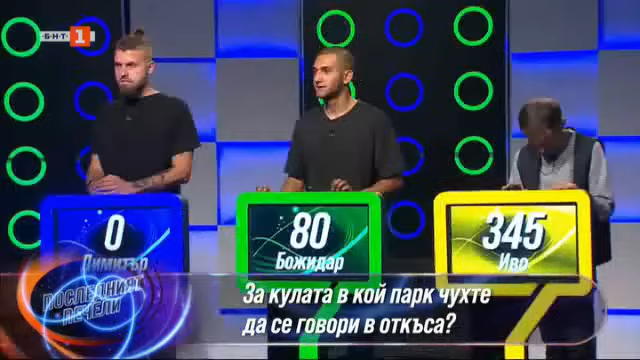 БНТ 1
0
Димитър
80
Божидар
345
Иво
ПОСЛЕДНИЯТ
ПЕЧЕЛИ
За кулата в кой парк чухте
да се говори в откъса?